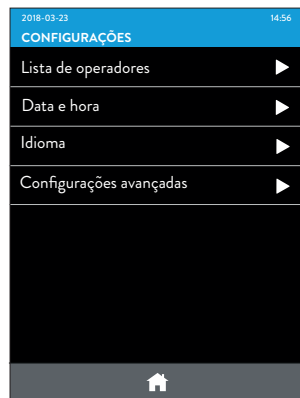 2018-03-23 14:56
CONFIGURAÇÕES
Lista de operadores
Data e hora
Idioma
Configurações avançadas